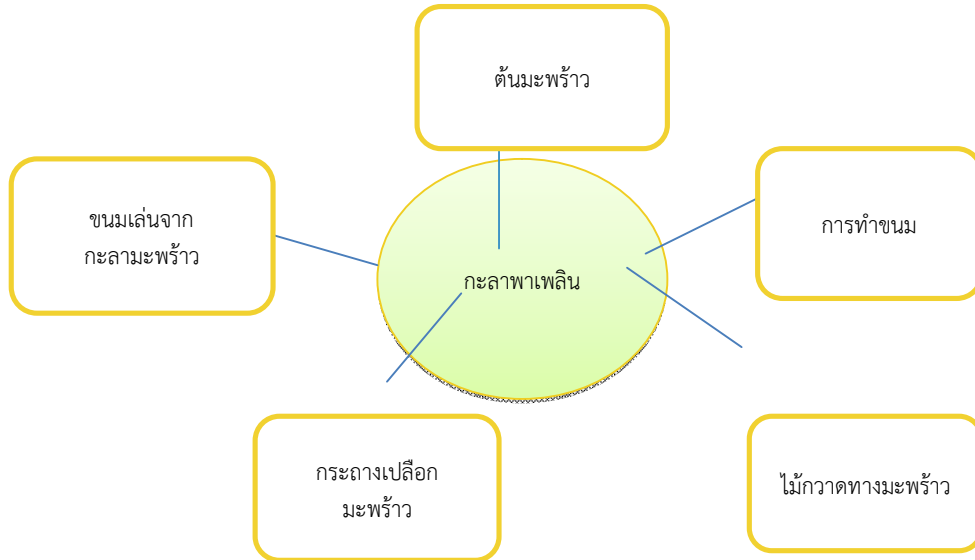 ต้นมะพร้าว
ขนมเล่นจาก
กะลามะพร้าว
การทำขนม
กะลาพาเพลิน
กระถางเปลือก
มะพร้าว
ไม้กวาดทางมะพร้าว